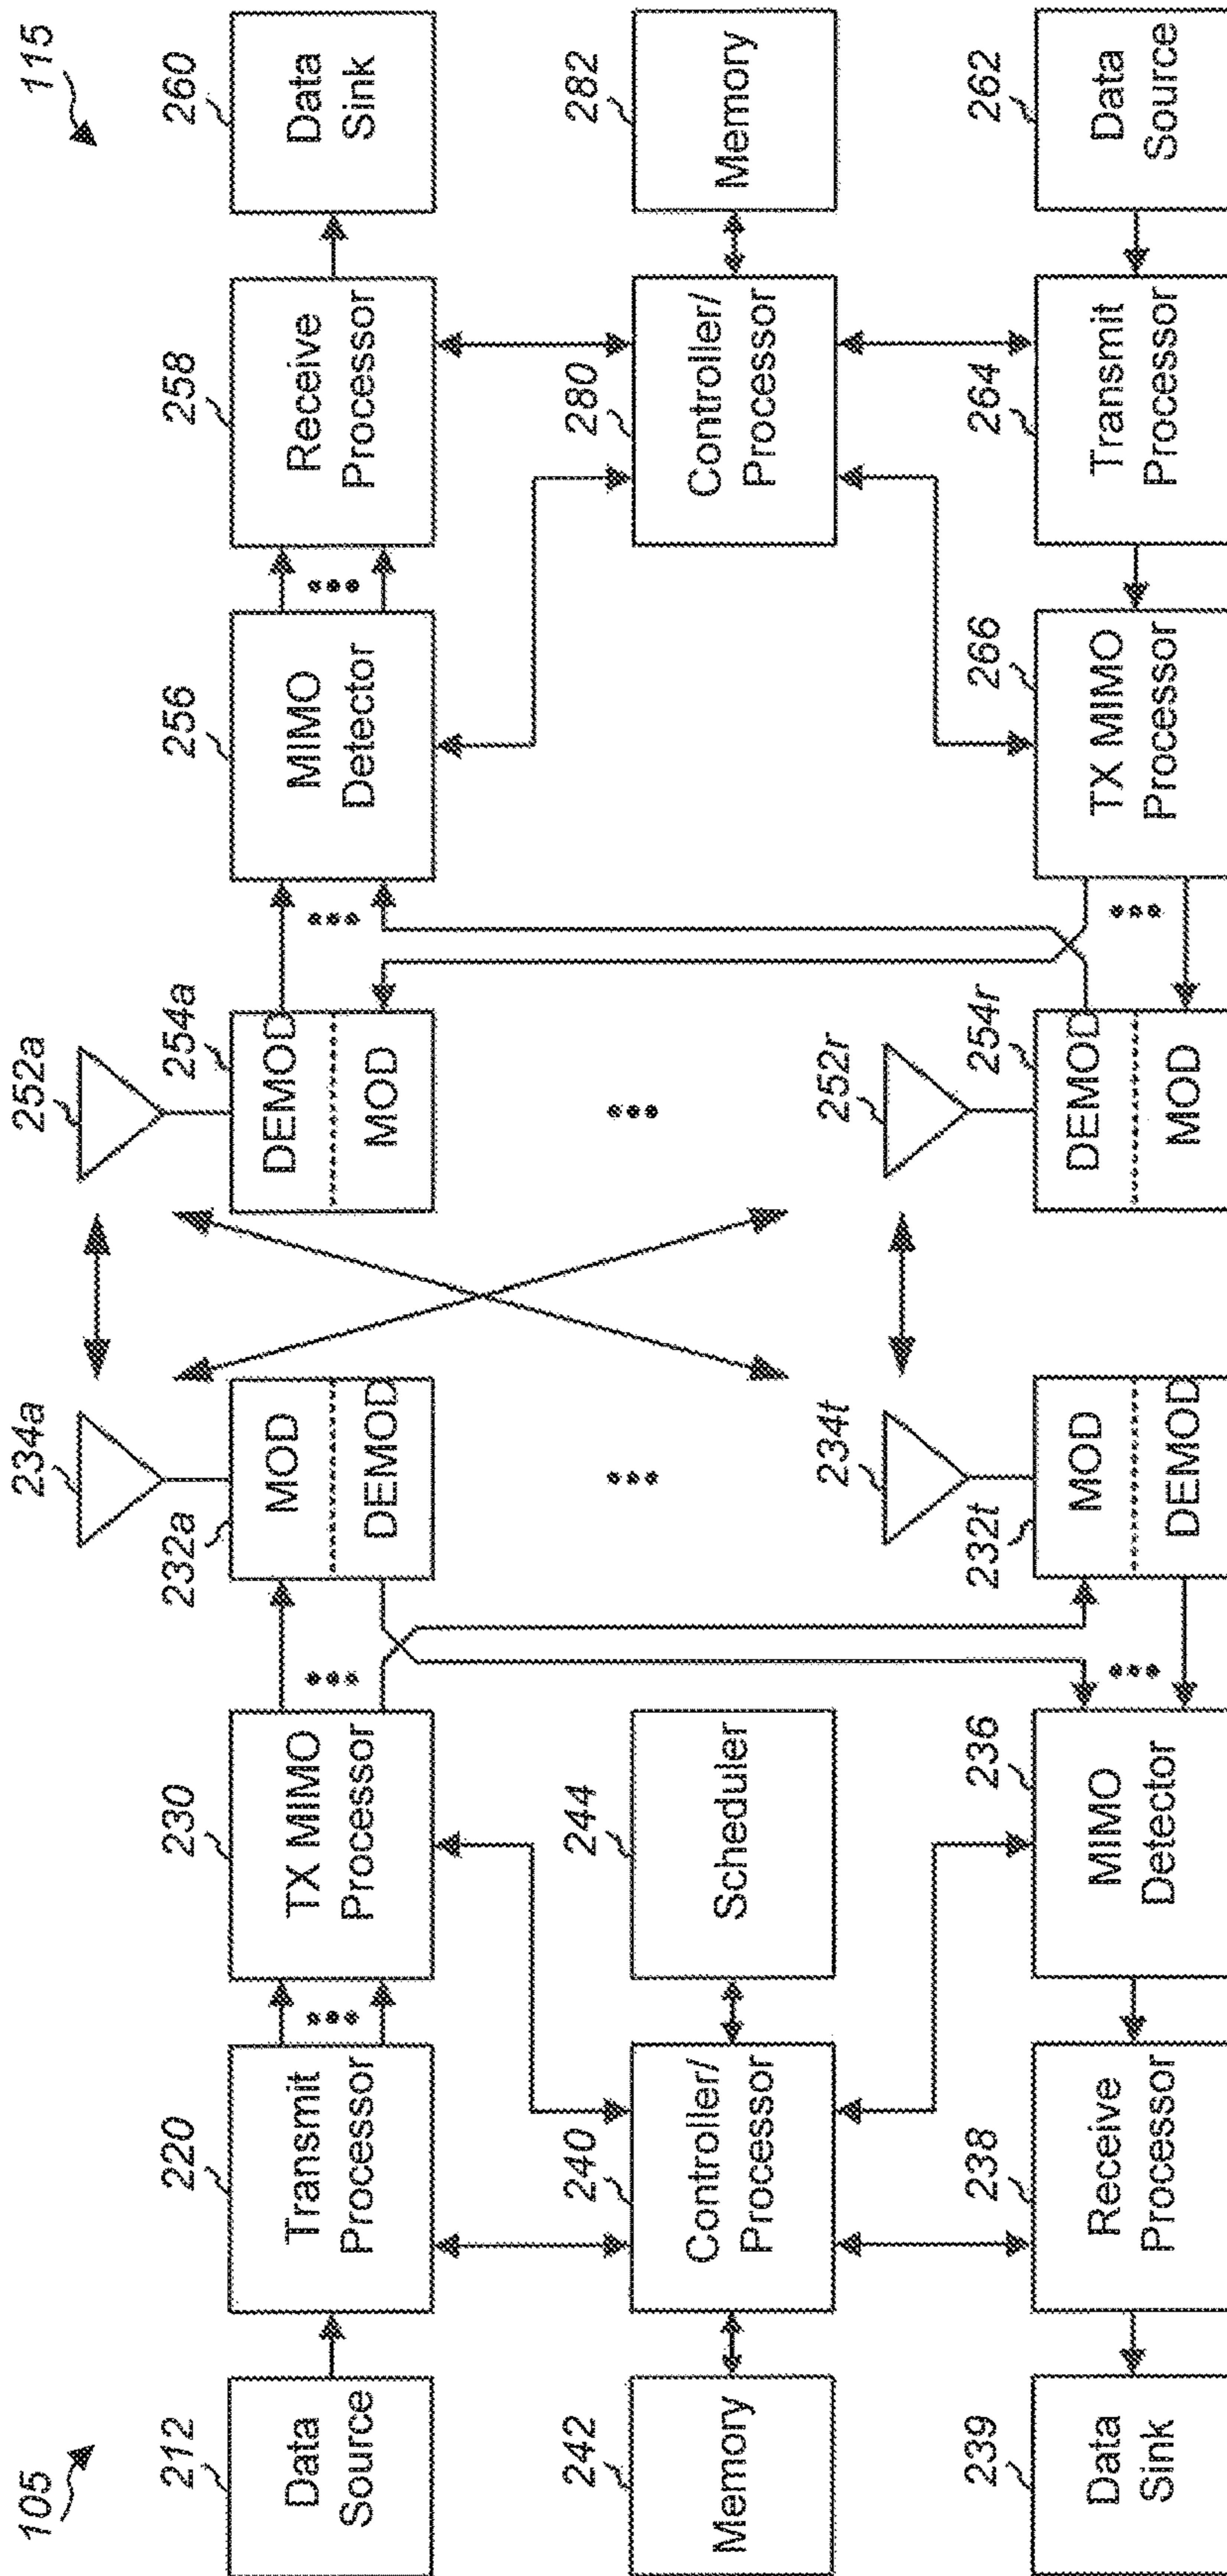 105
212
Data
Source
220
Transmit
Processor
230
TX MIMO
Processor
232a
234a
MOD
DEMOD
252a
254a
DEMOD
MOD
256
MIMO
Detector
258
Receive
Processor
260
Data
Sink
115
242
Memory
240
Controller/
Processor
244
Scheduler
280
Controller/
Processor
282
Memory
239
Data
Sink
238
Receive
Processor
236
MIMO
Detector
232t
234t
MOD
DEMOD
252r
254r
DEMOD
MOD
266
TX MIMO
Processor
264
Transmit
Processor
262
Data
Source